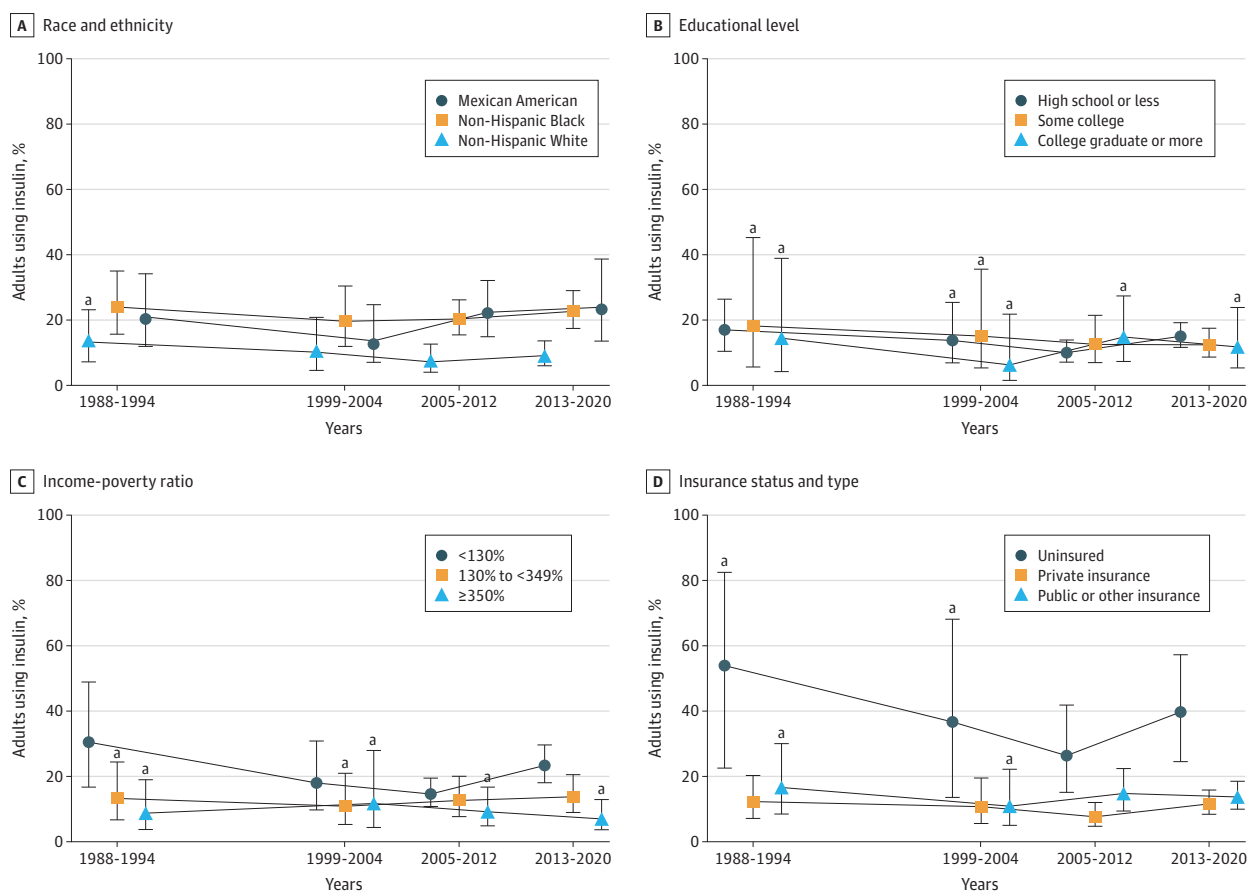 A Race and ethnicity
100
80
60
40
20
0
Adults using insulin, %
Mexican American
Non-Hispanic Black
Non-Hispanic White
a
1988-1994
1999-2004
2005-2012
2013-2020
Years
B Educational level
100
80
60
40
20
0
Adults using insulin, %
High school or less
Some college
College graduate or more
a
a
a
a
a
a
a
1988-1994
1999-2004
2005-2012
2013-2020
Years
C Income-poverty ratio
100
80
60
40
20
0
Adults using insulin, %
<130%
130% to <349%
≥350%
a
a
a
a
a
a
1988-1994
1999-2004
2005-2012
2013-2020
Years
D Insurance status and type
100
80
60
40
20
0
Adults using insulin, %
Uninsured
Private insurance
Public or other insurance
a
a
a
a
1988-1994
1999-2004
2005-2012
2013-2020
Years